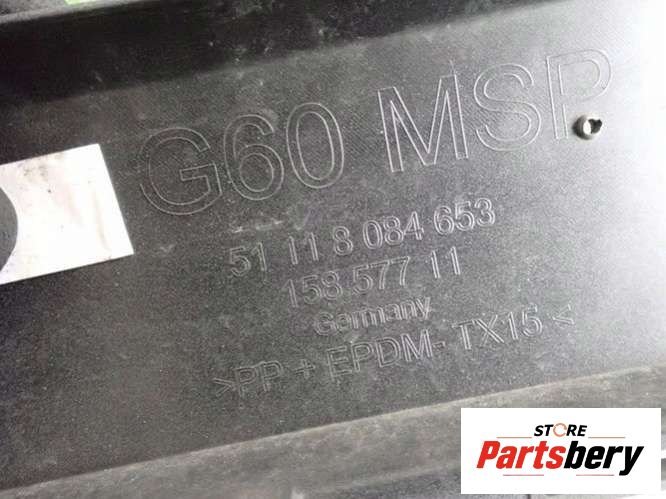 G60 MSP
51 11 8 084 653
158 577 11
Germany
>PP + EPDM- TX15<
STORE
Partsbery